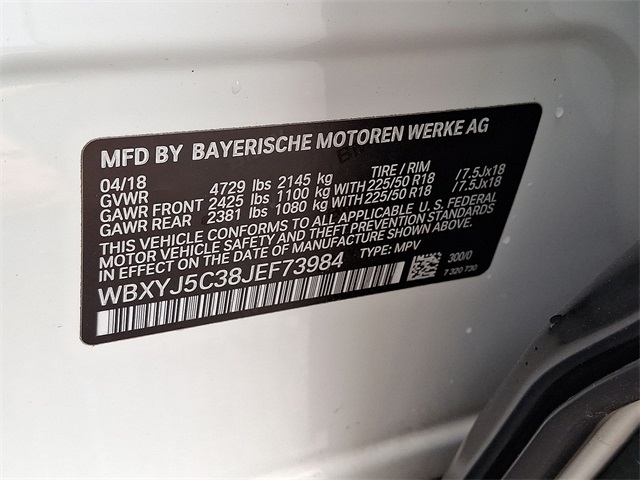 MFD BY BAYERISCHE MOTOREN WERKE AG
04/18 TIRE / RIM
GVWR 4729 lbs 2145 kg
GAWR FRONT 2425 lbs 1100 kg WITH 225/50 R18 /7.5Jx18
GAWR REAR 2381 lbs 1080 kg WITH 225/50 R18 /7.5Jx18
THIS VEHICLE CONFORMS TO ALL APPLICABLE U. S. FEDERAL
MOTOR VEHICLE SAFETY AND THEFT PREVENTION STANDARDS
IN EFFECT ON THE DATE OF MANUFACTURE SHOWN ABOVE.
WBXYJ5C38JEF73984 TYPE: MPV
300/0
7 320 730